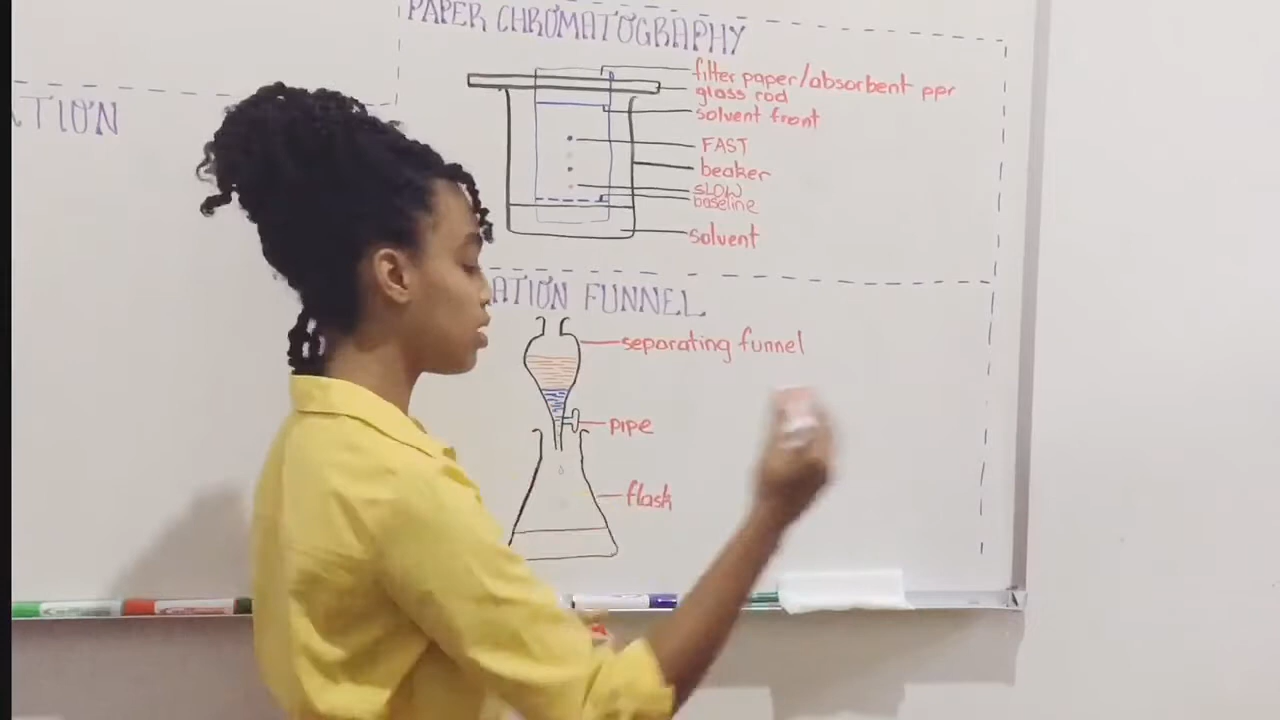 PAPER CHROMATOGRAPHY
filter paper/absorbent ppr
glass rod
solvent front
FAST
beaker
SLOW
baseline
solvent
ATION
ATION FUNNEL
separating funnel
pipe
flask